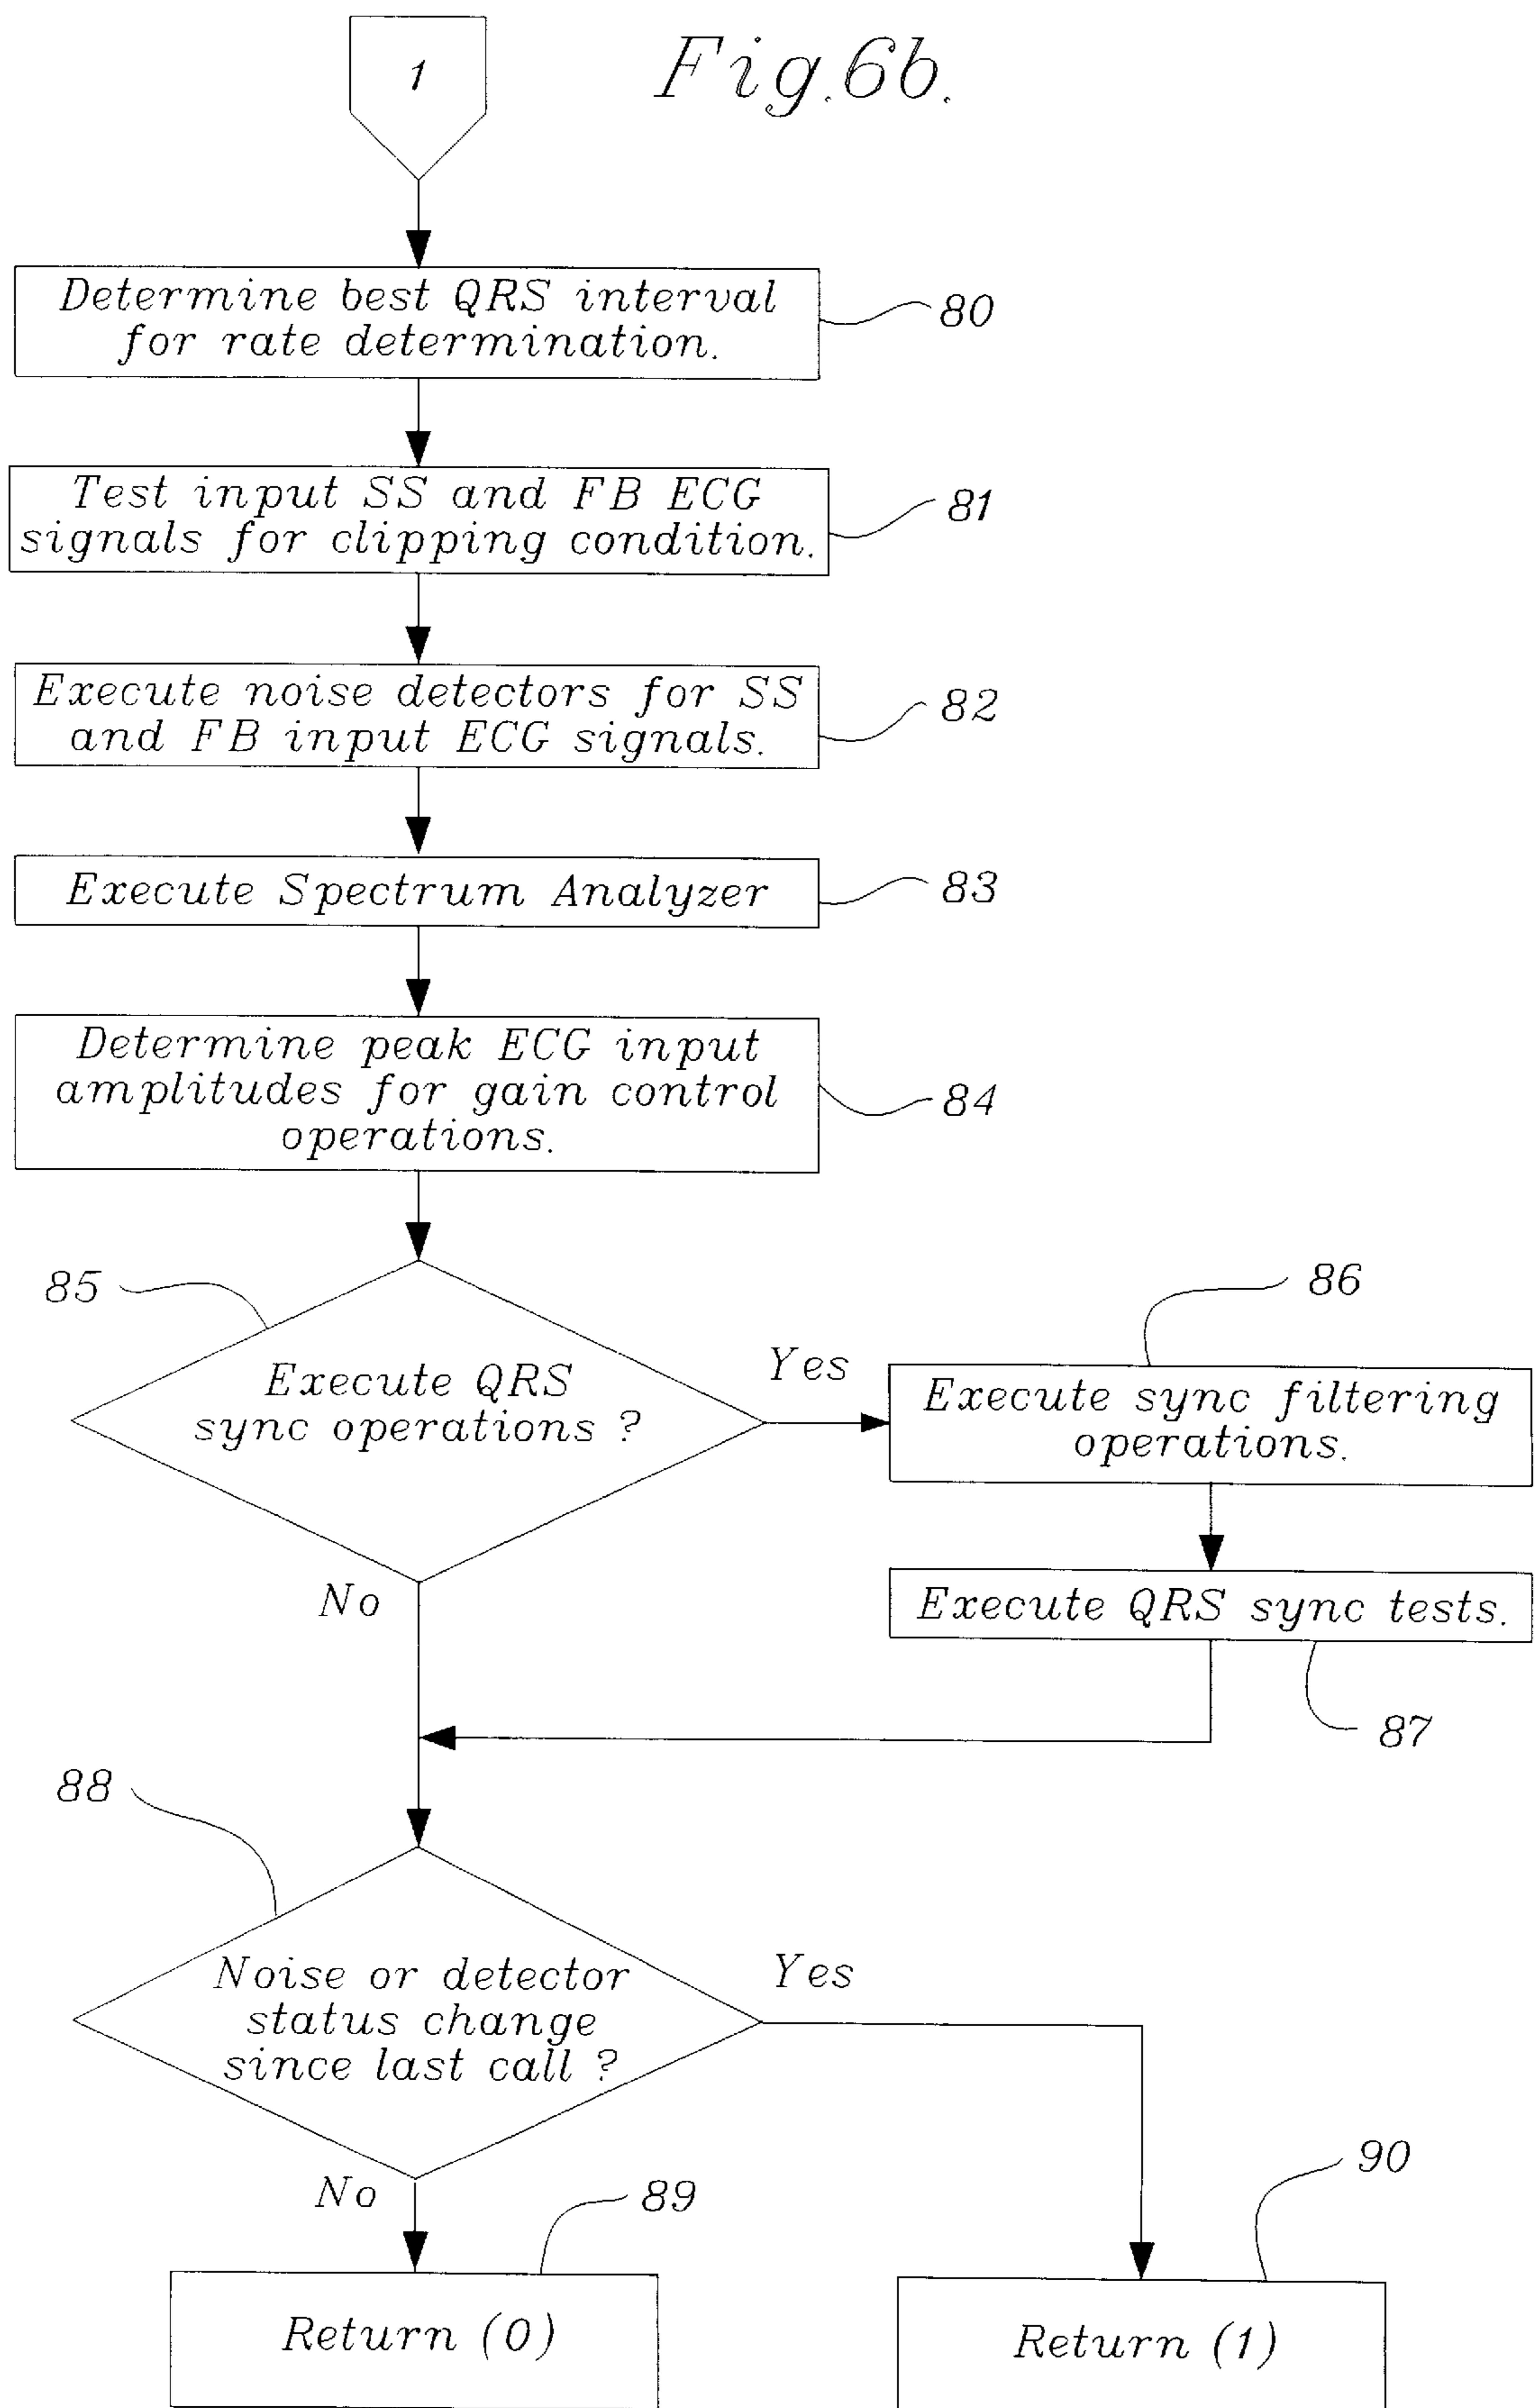 1
Fig.6b.
Determine best QRS interval
for rate determination.
80
Test input SS and FB ECG
signals for clipping condition.
81
Execute noise detectors for SS
and FB input ECG signals.
82
Execute Spectrum Analyzer
83
Determine peak ECG input
amplitudes for gain control
operations.
84
85
Execute QRS
sync operations ?
Yes
No
86
Execute sync filtering
operations.
Execute QRS sync tests.
87
88
Noise or detector
status change
since last call ?
Yes
No
89
Return (0)
90
Return (1)